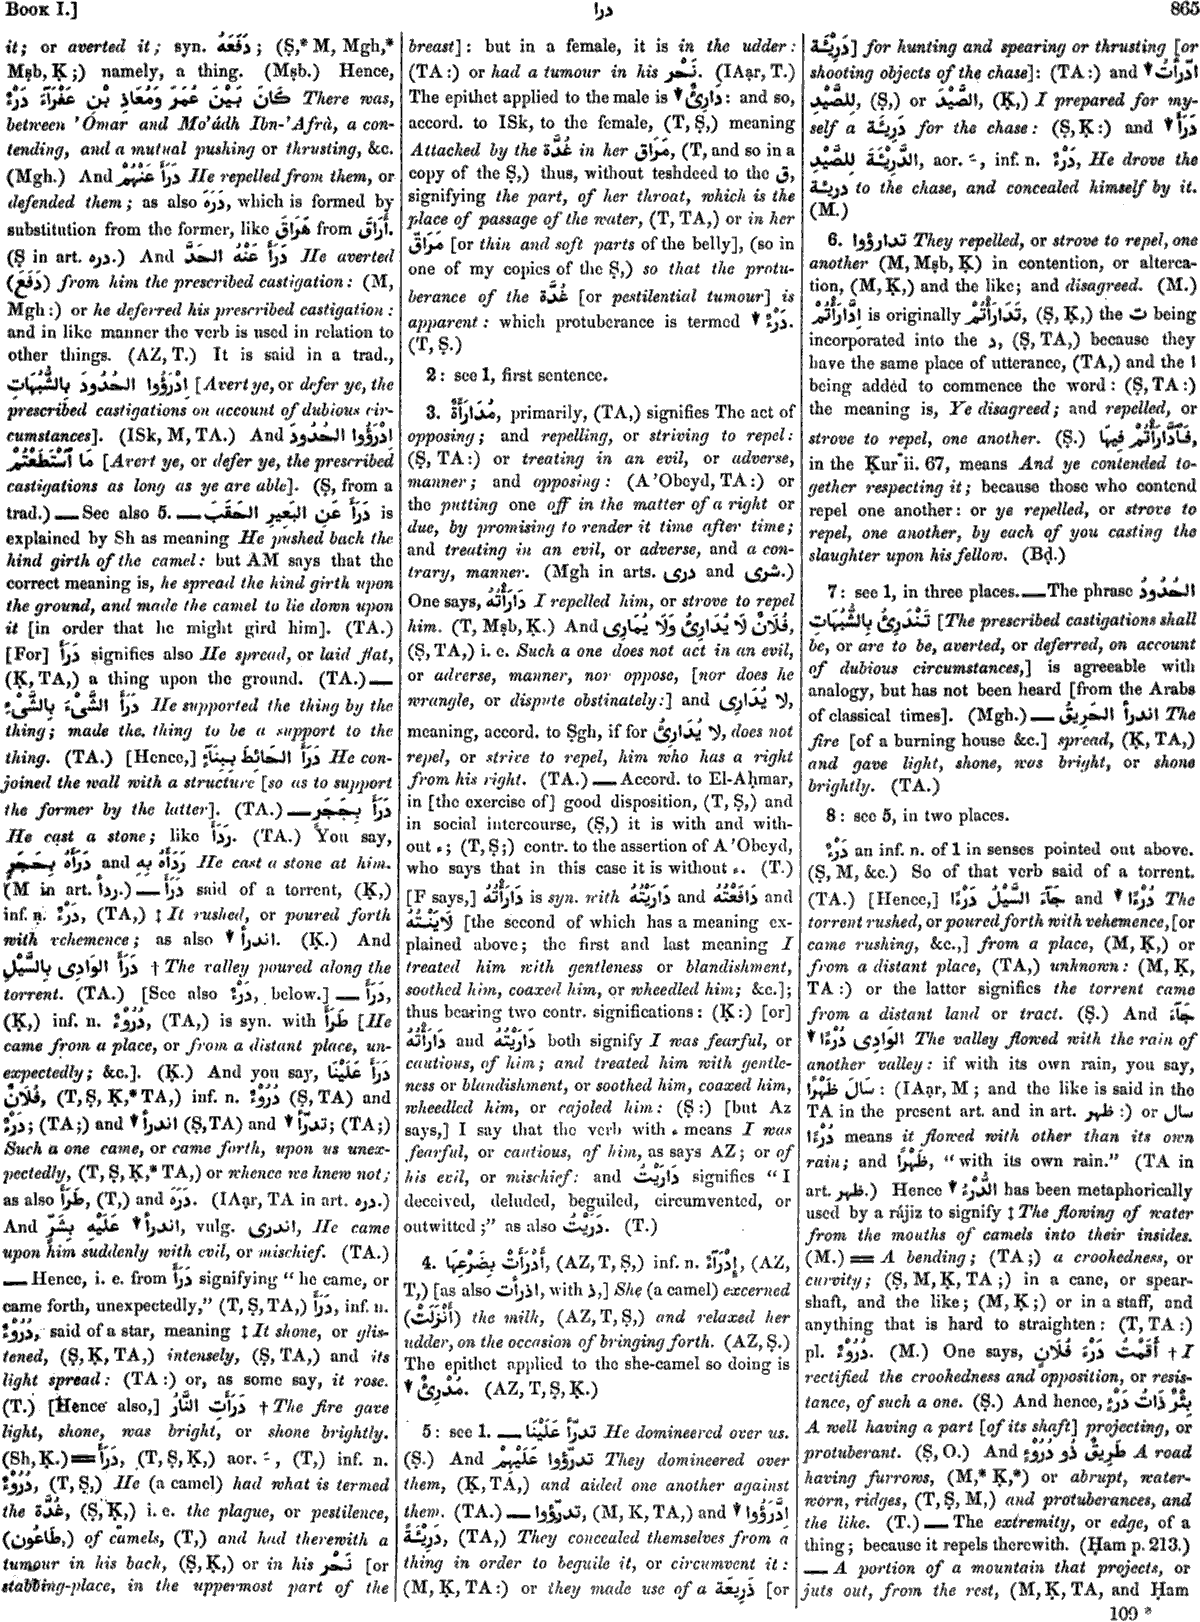 BOOK I.]
درا
865
it; or averted it; syn. دَفَعَهُ; (Ṣ,* M, Mgh,*
Mṣb, Ḳ;) namely, a thing. (Mṣb.) Hence,
كَانَ بَيْنَ عُمَرَ وَمُعَاذِ بْنِ عَفْرَآءَ دَرْءٌ There was,
between ’Omar and Mo’ádh Ibn-’Afrà, a con-
tending, and a mutual pushing or thrusting, &c.
(Mgh.) And دَرَأَ عَنْهُمْ He repelled from them, or
defended them; as also دَرَهَ, which is formed by
substitution from the former, like هَرَاقَ from أَرَاقَ.
(Ṣ in art. دره.) And دَرَأَ عَنْهُ الحَدَّ He averted
(دَفَعَ) from him the prescribed castigation: (M,
Mgh:) or he deferred his prescribed castigation:
and in like manner the verb is used in relation to
other things. (AZ, T.) It is said in a trad.,
اِدْرَؤُوا الحُدُودَ بِالشُّبُهَاتِ [Avert ye, or defer ye, the
prescribed castigations on account of dubious cir-
cumstances]. (ISk, M, TA.) And ادْرَؤُوا الحُدُودَ
مَا ٱسْتَطَعْتُمْ [Avert ye, or defer ye, the prescribed
castigations as long as ye are able]. (Ṣ, from a
trad.) — See also 5. — دَرَأَ عَنِ البَعِيرِ الحَقَبَ is
explained by Sh as meaning He pushed back the
hind girth of the camel: but AM says that the
correct meaning is, he spread the hind girth upon
the ground, and made the camel to lie down upon
it [in order that he might gird him]. (TA.)
[For] دَرَأَ signifies also He spread, or laid flat,
(Ḳ, TA,) a thing upon the ground. (TA.) —
دَرَأَ الشَّىْءَ بِالشَّىْءِ He supported the thing by the
thing; made the thing to be a support to the
thing. (TA.) [Hence,] دَرَأَ الحَائِطَ بِبِنَآءٍ He con-
joined the wall with a structure [so as to support
the former by the latter]. (TA.) — دَرَأَ بِحَجَرٍ
He cast a stone; like رَدَأَ. (TA.) You say,
رَدَأَهُ بِهِ and دَرَأَهُ بِحَجَرٍ He cast a stone at him.
(M in art. ردأ.) — دَرَأَ said of a torrent, (Ḳ,)
inf. n. دَرْءٌ, (TA,) ‡ It rushed, or poured forth
with vehemence; as also ▼ اندرأ. (Ḳ.) And
دَرَأَ الوَادِى بِالسَّيْلِ † The valley poured along the
torrent. (TA.) [See also دَرْءٌ, below.] — دَرَأَ,
(Ḳ,) inf. n. دُرُوْءٌ, (TA,) is syn. with طَرَأَ [He
came from a place, or from a distant place, un-
expectedly; &c.]. (Ḳ.) And you say, دَرَأَ عَلَيْنَا
فُلَانٌ, (T, Ṣ, Ḳ,* TA,) inf. n. دُرُوْءٌ (Ṣ, TA) and
دَرْءٌ; (TA;) and ▼ اندرأ (Ṣ, TA) and ▼ تدرّأ; (TA;)
Such a one came, or came forth, upon us unex-
pectedly, (T, Ṣ, Ḳ,* TA,) or whence we knew not;
as also طَرَأَ, (T,) and دَرَهَ. (IAạr, TA in art. دره.)
And ▼ اندرأ عَلَيْهِ بِشَرٍّ, vulg. اندرى, He came
upon him suddenly with evil, or mischief. (TA.)
— Hence, i. e. from دَرَأَ signifying “he came, or
came forth, unexpectedly,” (T, Ṣ, TA,) دَرَأَ, inf. n.
دُرُوْءٌ, said of a star, meaning ‡ It shone, or glis-
tened, (Ṣ, Ḳ, TA,) intensely, (Ṣ, TA,) and its
light spread: (TA:) or, as some say, it rose.
(T.) [Hence also,] دَرَأَتِ النَّارُ † The fire gave
light, shone, was bright, or shone brightly.
(Sh, Ḳ.) = دَرَأَ, (T, Ṣ, Ḳ,) aor. ـَ, (T,) inf. n.
دُرُوْءٌ, (T, Ṣ,) He (a camel) had what is termed
the غُدَّة, (Ṣ, Ḳ,) i. e. the plague, or pestilence,
(طَاعُون,) of camels, (T,) and had therewith a
tumour in his back, (Ṣ, Ḳ,) or in his نَحْر [or
stabbing-place, in the uppermost part of the
breast]: but in a female, it is in the udder:
(TA:) or had a tumour in his نَحْر. (IAạr, T.)
The epithet applied to the male is ▼ دَارِئٌ: and so,
accord. to ISk, to the female, (T, Ṣ,) meaning
Attached by the غُدَّة in her مَرَاق, (T, and so in a
copy of the Ṣ,) thus, without teshdeed to the ق,
signifying the part, of her throat, which is the
place of passage of the water, (T, TA,) or in her
مَرَاقّ [or thin and soft parts of the belly], (so in
one of my copies of the Ṣ,) so that the protu-
berance of the غُدَّة [or pestilential tumour] is
apparent: which protuberance is termed ▼ دَرْءٌ.
(T, Ṣ.)
2: see 1, first sentence.
3. مُدَارَأَةٌ, primarily, (TA,) signifies The act of
opposing; and repelling, or striving to repel:
(Ṣ, TA:) or treating in an evil, or adverse,
manner; and opposing: (A ’Obeyd, TA:) or
the putting one off in the matter of a right or
due, by promising to render it time after time;
and treating in an evil, or adverse, and a con-
trary, manner. (Mgh in arts. درى and شرى.)
One says, دَارَأْتُهُ I repelled him, or strove to repel
him. (T, Mṣb, Ḳ.) And فُلَانٌ لَا يُدَارِئُ وَلَا يُمَارِى,
(Ṣ, TA,) i. e. Such a one does not act in an evil,
or adverse, manner, nor oppose, [nor does he
wrangle, or dispute obstinately:] and لا يُدَارِى,
meaning, accord. to Ṣgh, if for لا يُدَارِئُ, does not
repel, or strive to repel, him who has a right
from his right. (TA.) — Accord. to El-Aḥmar,
in [the exercise of] good disposition, (T, Ṣ,) and
in social intercourse, (Ṣ,) it is with and with-
out ء; (T, Ṣ;) contr. to the assertion of A ’Obeyd,
who says that in this case it is without ء. (T.)
[F says,] دَارَأْتُهُ is syn. with دَارَيْتُهُ and دَافَعْتُهُ and
لَايَنْتُهُ [the second of which has a meaning ex-
plained above; the first and last meaning I
treated him with gentleness or blandishment,
soothed him, coaxed him, or wheedled him; &c.];
thus bearing two contr. significations: (Ḳ:) [or]
دَارَأْتُهُ and دَارَيْتُهُ both signify I was fearful, or
cautious, of him; and treated him with gentle-
ness or blandishment, or soothed him, coaxed him,
wheedled him, or cajoled him: (Ṣ:) [but Az
says,] I say that the verb with ء means I was
fearful, or cautious, of him, as says AZ; or of
his evil, or mischief: and دَارَيْتُ signifies “I
deceived, deluded, beguiled, circumvented, or
outwitted;” as also دَرَيْتُ. (T.)
4. أَدْرَأَتْ بِضَرْعِهَا, (AZ, T, Ṣ,) inf. n. إِدْرَآءٌ, (AZ,
T,) [as also اذرأت, with ذ,] She (a camel) excerned
(أَنْزَلَتْ) the milk, (AZ, T, Ṣ,) and relaxed her
udder, on the occasion of bringing forth. (AZ, Ṣ.)
The epithet applied to the she-camel so doing is
▼ مُدْرِئٌ. (AZ, T, Ṣ, Ḳ.)
5: see 1. — تدرّأ عَلَيْنَا He domineered over us.
(Ṣ.) And تدرّؤوا عَلَيْهِمْ They domineered over
them, (Ḳ, TA,) and aided one another against
them. (TA.) — تدرّؤوا, (M, K, TA,) and ▼ ادَّرَؤُوا
دَرِيْئَةً, (TA,) They concealed themselves from a
thing in order to beguile it, or circumvent it:
(M, Ḳ, TA:) or they made use of a ذَرِيعَة [or
دَرِيْئَة] for hunting and spearing or thrusting [or
shooting objects of the chase]: (TA:) and ▼ ادَّرَأْتُ
لِلصَّيْدِ, (Ṣ,) or الصَّيْدَ, (Ḳ,) I prepared for my-
self a دَرِيْئَة for the chase: (Ṣ, Ḳ:) and ▼ دَرَأَ
الدَّرِيْئَةَ لِلصَّيْدِ, aor. ـَ, inf. n. دَرْءٌ, He drove the
دريئة to the chase, and concealed himself by it.
(M.)
6. تدارؤوا They repelled, or strove to repel, one
another (M, Mṣb, Ḳ) in contention, or alterca-
tion, (M, Ḳ,) and the like; and disagreed. (M.)
اِدَّارَأْتُمْ is originally تَدَارَأْتُمْ, (Ṣ, Ḳ,) the ت being
incorporated into the د, (Ṣ, TA,) because they
have the same place of utterance, (TA,) and the ا
being added to commence the word: (Ṣ, TA:)
the meaning is, Ye disagreed; and repelled, or
strove to repel, one another. (Ṣ.) فَٱدَّارَأْتُمْ فِيهَا,
in the Ḳur ii. 67, means And ye contended to-
gether respecting it; because those who contend
repel one another: or ye repelled, or strove to
repel, one another, by each of you casting the
slaughter upon his fellow. (Bḍ.)
7: see 1, in three places. — The phrase الحُدُودُ
تَنْدَرِئُ بِالشُّبُهَاتِ [The prescribed castigations shall
be, or are to be, averted, or deferred, on account
of dubious circumstances,] is agreeable with
analogy, but has not been heard [from the Arabs
of classical times]. (Mgh.) — اندرأ الحَرِيقُ The
fire [of a burning house &c.] spread, (Ḳ, TA,)
and gave light, shone, was bright, or shone
brightly. (TA.)
8: see 5, in two places.
دَرْءٌ an inf. n. of 1 in senses pointed out above.
(Ṣ, M, &c.) So of that verb said of a torrent.
(TA.) [Hence,] جَآءَ السَّيْلُ دَرْءًا and ▼ دُرْءًا The
torrent rushed, or poured forth with vehemence, [or
came rushing, &c.,] from a place, (M, Ḳ,) or
from a distant place, (TA,) unknown: (M, Ḳ,
TA:) or the latter signifies the torrent came
from a distant land or tract. (Ṣ.) And جَآءَ
الوَادِى دُرْءًا ▼ The valley flowed with the rain of
another valley: if with its own rain, you say,
سَالَ ظَهْرًا: (IAạr, M; and the like is said in the
TA in the present art. and in art. ظهر:) or سال
دُرْءًا means it flowed with other than its own
rain; and ظَهْرًا, “with its own rain.” (TA in
art. ظهر.) Hence ▼ الدُّرْءُ has been metaphorically
used by a rájiz to signify ‡ The flowing of water
from the mouths of camels into their insides.
(M.) = A bending; (TA;) a crookedness, or
curvity; (Ṣ, M, Ḳ, TA;) in a cane, or spear-
shaft, and the like; (M, Ḳ;) or in a staff, and
anything that is hard to straighten: (T, TA:)
pl. دُرُوْءٌ. (M.) One says, أَقَمْتُ دَرْءَ فُلَانٍ † I
rectified the crookedness and opposition, or resis-
tance, of such a one. (Ṣ.) And hence, بِئْرٌ ذَاتُ دَرْءٍ
A well having a part [of its shaft] projecting, or
protuberant. (Ṣ, O.) And طَرِيقٌ ذُو دُرُوْءٍ A road
having furrows, (M,* Ḳ,*) or abrupt, water-
worn, ridges, (T, Ṣ, M,) and protuberances, and
the like. (T.) — The extremity, or edge, of a
thing; because it repels therewith. (Ḥam p. 213.)
— A portion of a mountain that projects, or
juts out, from the rest, (M, Ḳ, TA, and Ḥam
109 *